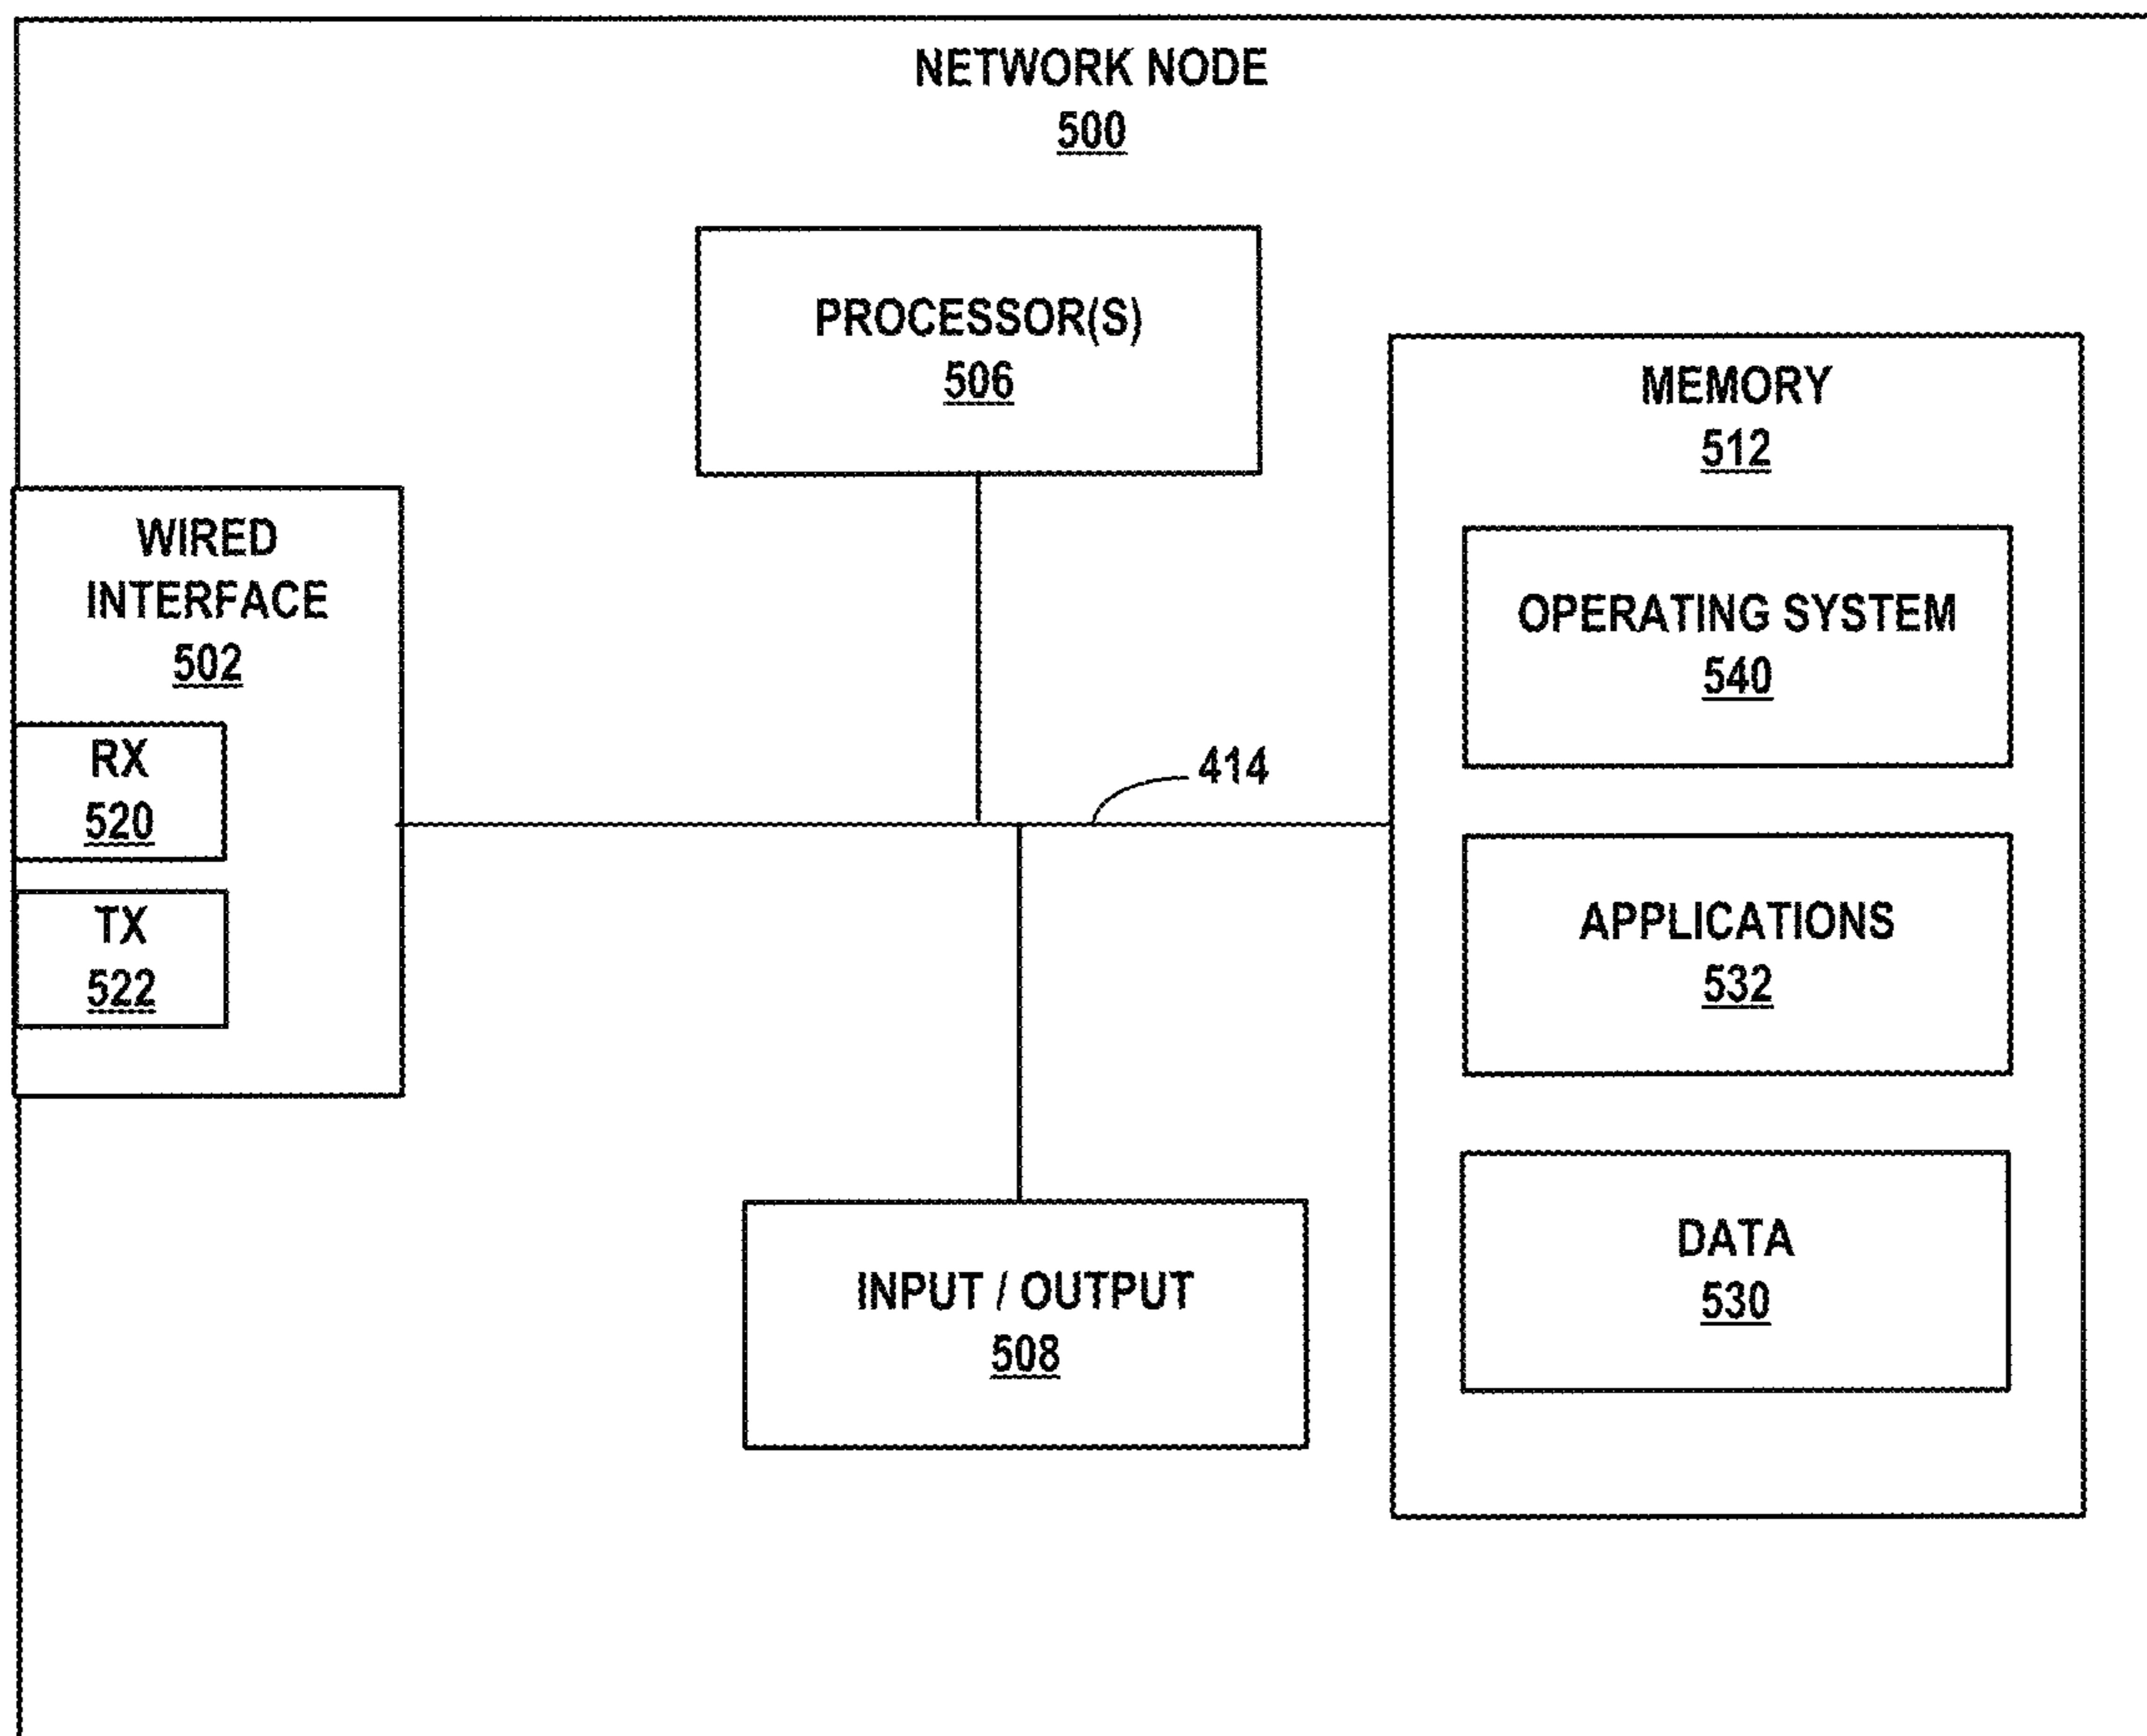 NETWORK NODE
500
PROCESSOR(S)
506
MEMORY
512
WIRED
INTERFACE
502
OPERATING SYSTEM
540
RX
520
414
TX
522
APPLICATIONS
532
INPUT / OUTPUT
508
DATA
530